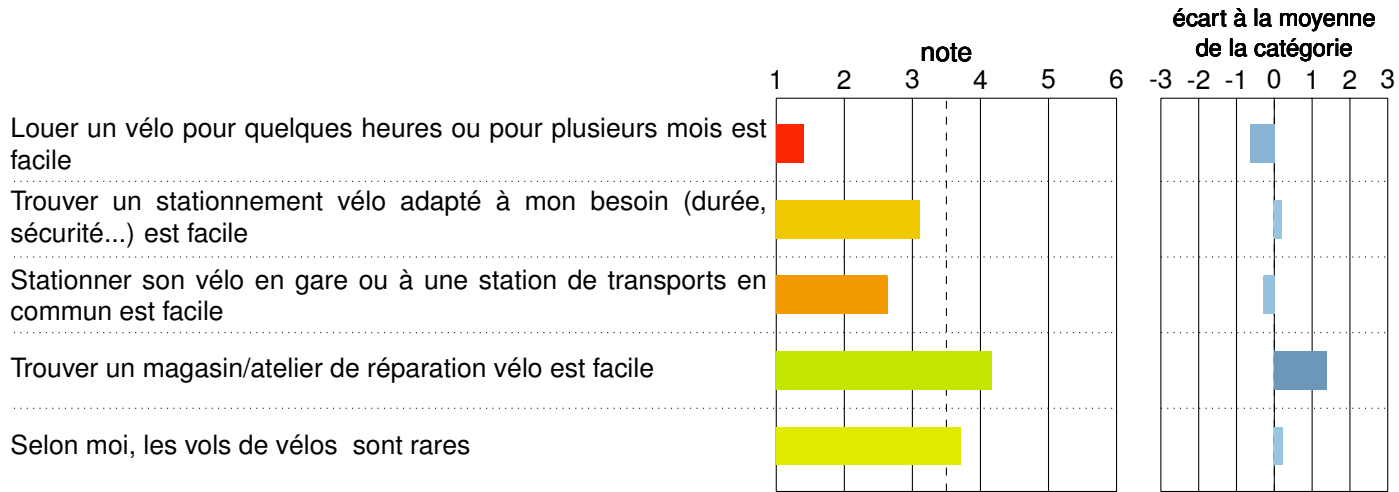 écart à la moyenne
note de la catégorie
1 2 3 4 5 6 -3 -2 -1 0 1 2 3
Louer un vélo pour quelques heures ou pour plusieurs mois est
facile
Trouver un stationnement vélo adapté à mon besoin (durée,
sécurité...) est facile
Stationner son vélo en gare ou à une station de transports en
commun est facile
Trouver un magasin/atelier de réparation vélo est facile
Selon moi, les vols de vélos sont rares